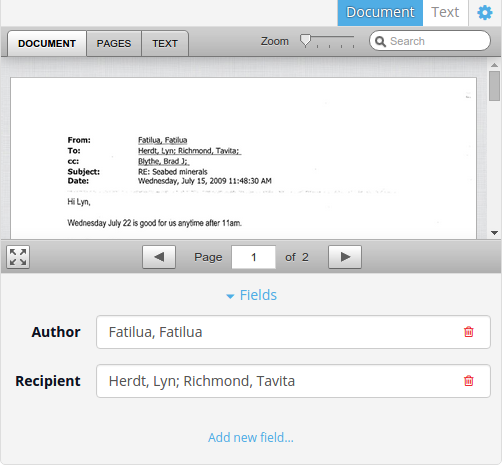 Document Text
DOCUMENT PAGES TEXT Zoom Search
From: Fatilua, Fatilua
To: Herdt, Lyn; Richmond, Tavita;
cc: Blythe, Brad J;
Subject: RE: Seabed minerals
Date: Wednesday, July 15, 2009 11:48:30 AM
Hi Lyn,
Wednesday July 22 is good for us anytime after 11am.
Page 1 of 2
Fields
Author Fatilua, Fatilua
Recipient Herdt, Lyn; Richmond, Tavita
Add new field...